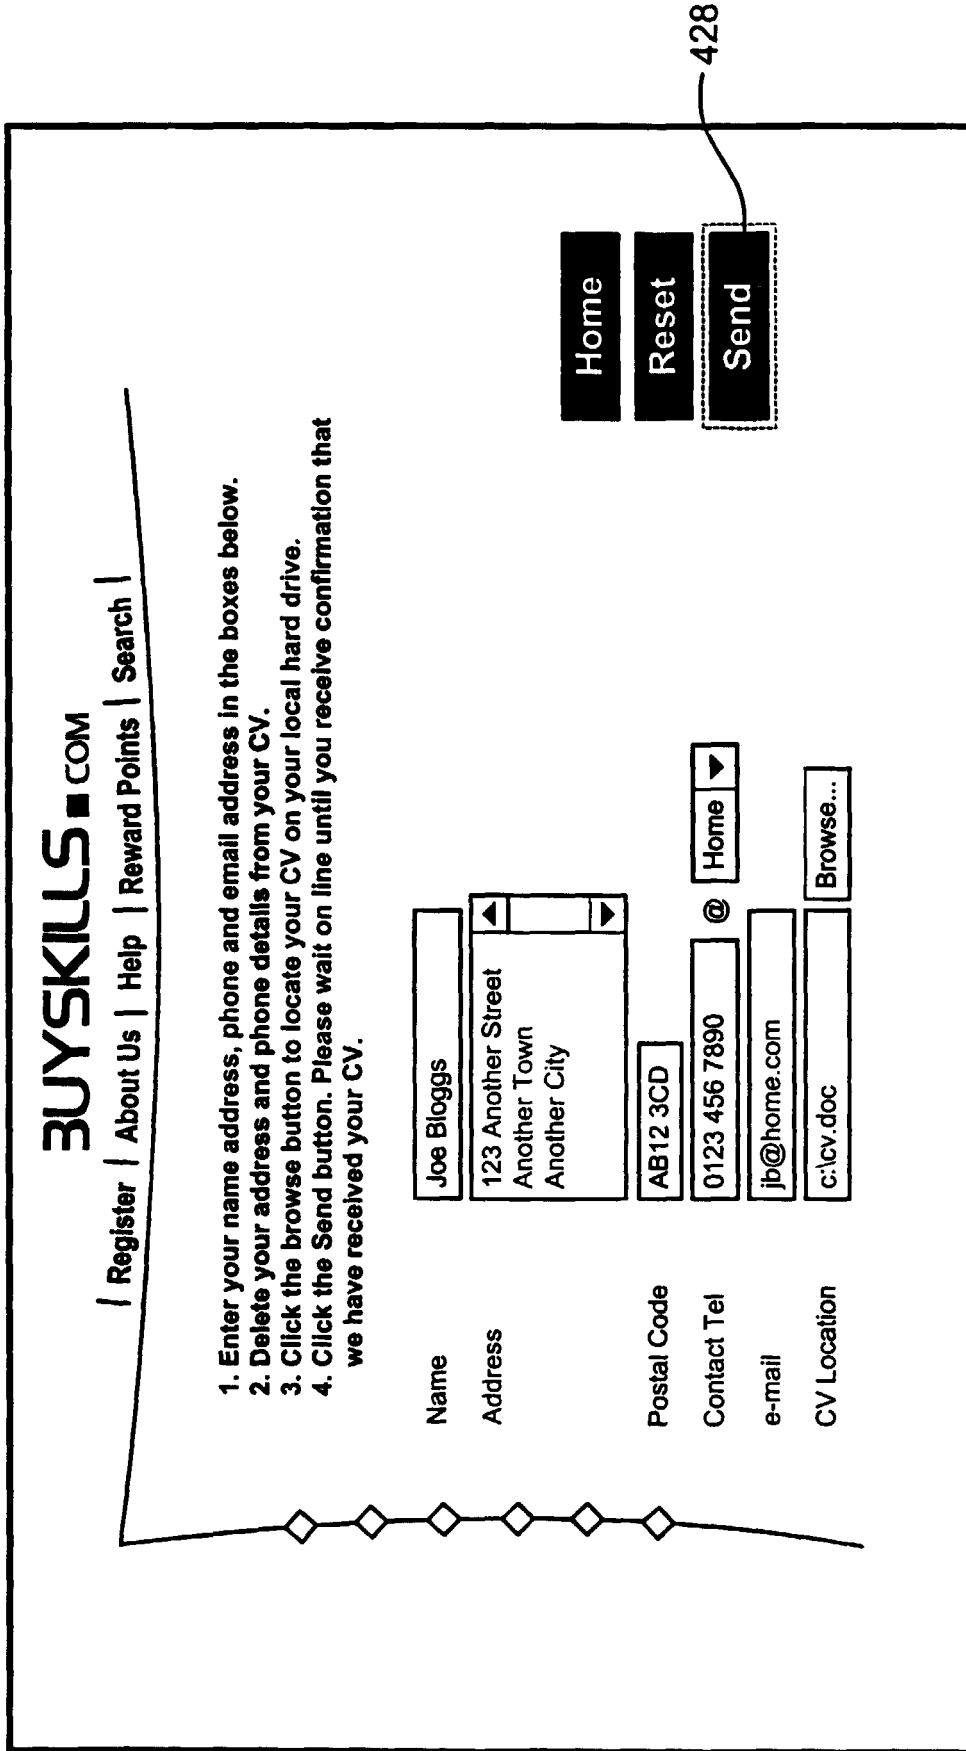 BUYSKILLS.COM
| Register | About Us | Help | Reward Points | Search |
1. Enter your name address, phone and email address in the boxes below.
2. Delete your address and phone details from your CV.
3. Click the browse button to locate your CV on your local hard drive.
4. Click the Send button. Please wait on line until you receive confirmation that
we have received your CV.
Name Joe Bloggs
Address 123 Another Street
Another Town
Another City
Postal Code AB12 3CD
Contact Tel 0123 456 7890 @ Home
e-mail jb@home.com
CV Location c:\cv.doc Browse...
Home
Reset
Send
428